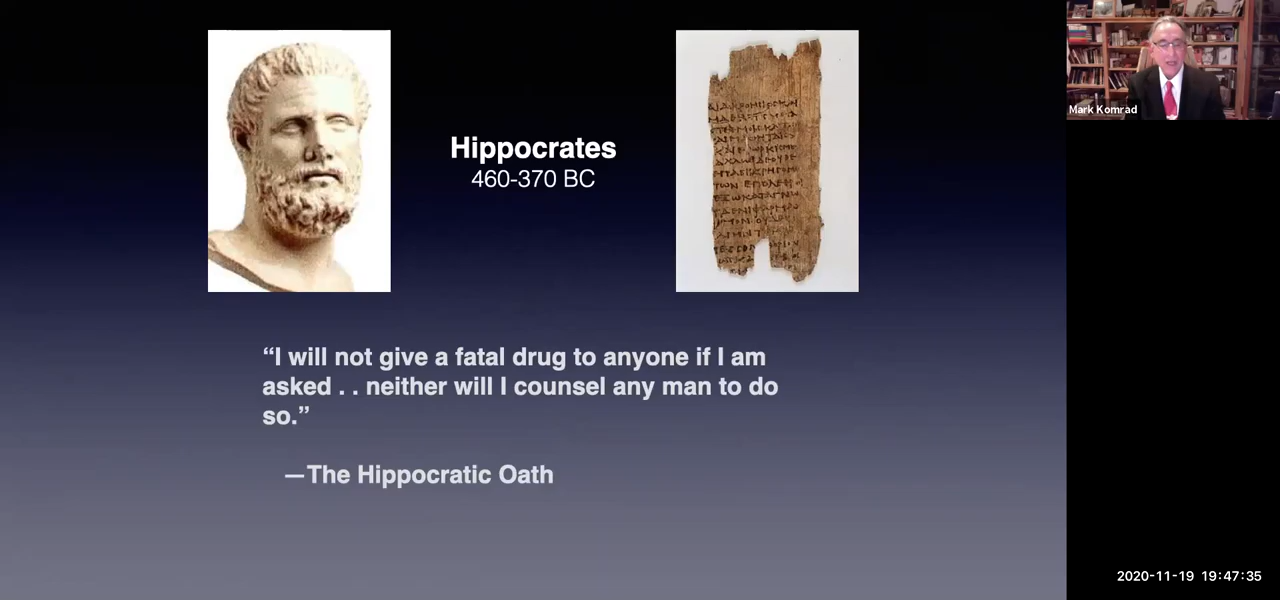 Hippocrates
460-370 BC
“I will not give a fatal drug to anyone if I am
asked . . neither will I counsel any man to do
so.”
—The Hippocratic Oath
Mark Komrad
2020-11-19 19:47:35